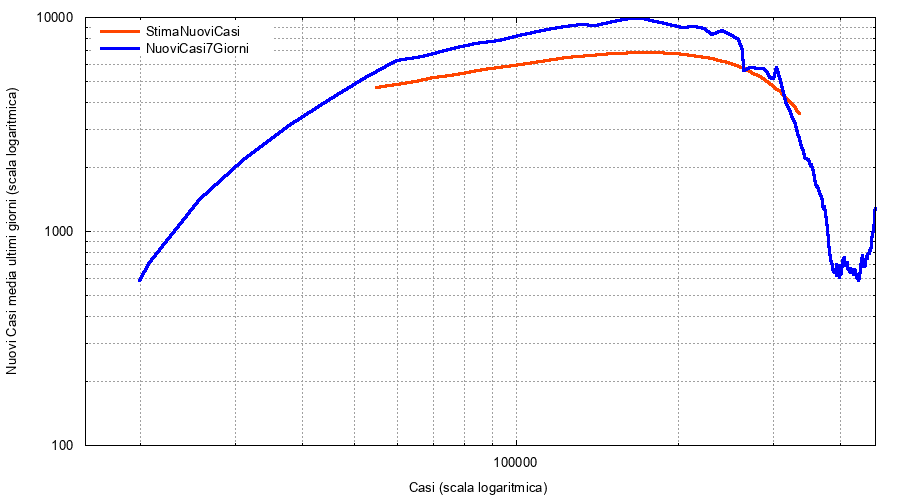 10000
StimaNuoviCasi
NuoviCasi7Giorni
1000
100
Nuovi Casi media ultimi giorni (scala logaritmica)
100000
Casi (scala logaritmica)